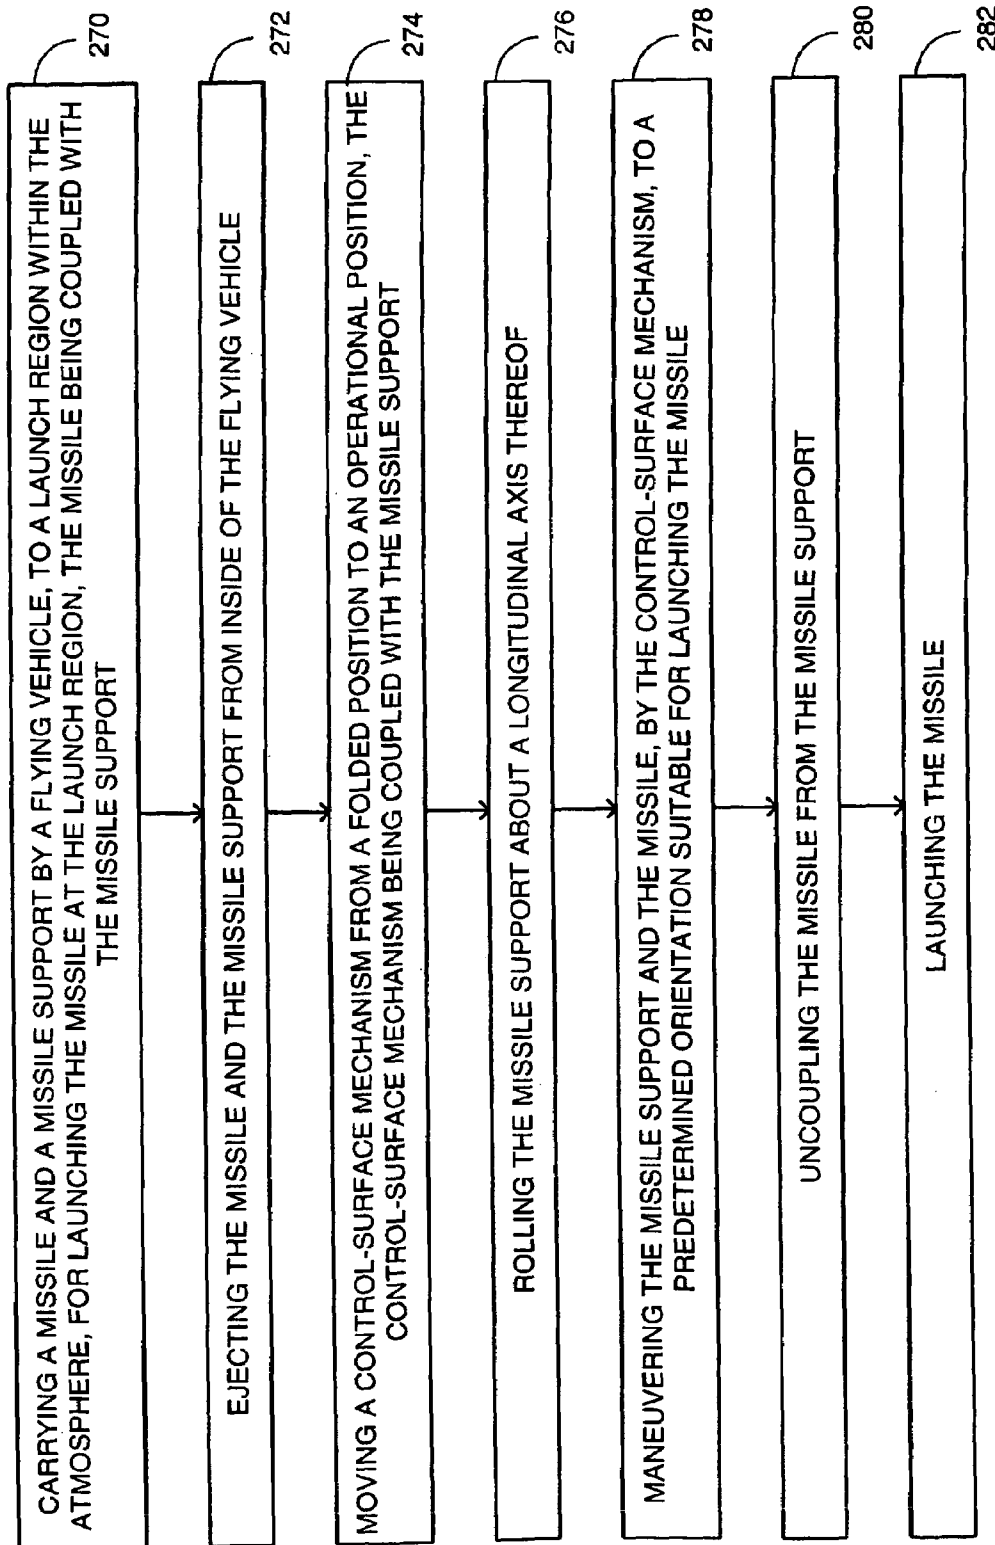 270
CARRYING A MISSILE AND A MISSILE SUPPORT BY A FLYING VEHICLE, TO A LAUNCH REGION WITHIN THE
ATMOSPHERE, FOR LAUNCHING THE MISSILE AT THE LAUNCH REGION, THE MISSILE BEING COUPLED WITH
THE MISSILE SUPPORT
272
EJECTING THE MISSILE AND THE MISSILE SUPPORT FROM INSIDE OF THE FLYING VEHICLE
274
MOVING A CONTROL-SURFACE MECHANISM FROM A FOLDED POSITION TO AN OPERATIONAL POSITION, THE
CONTROL-SURFACE MECHANISM BEING COUPLED WITH THE MISSILE SUPPORT
276
ROLLING THE MISSILE SUPPORT ABOUT A LONGITUDINAL AXIS THEREOF
278
MANEUVERING THE MISSILE SUPPORT AND THE MISSILE, BY THE CONTROL-SURFACE MECHANISM, TO A
PREDETERMINED ORIENTATION SUITABLE FOR LAUNCHING THE MISSILE
280
UNCOUPLING THE MISSILE FROM THE MISSILE SUPPORT
282
LAUNCHING THE MISSILE